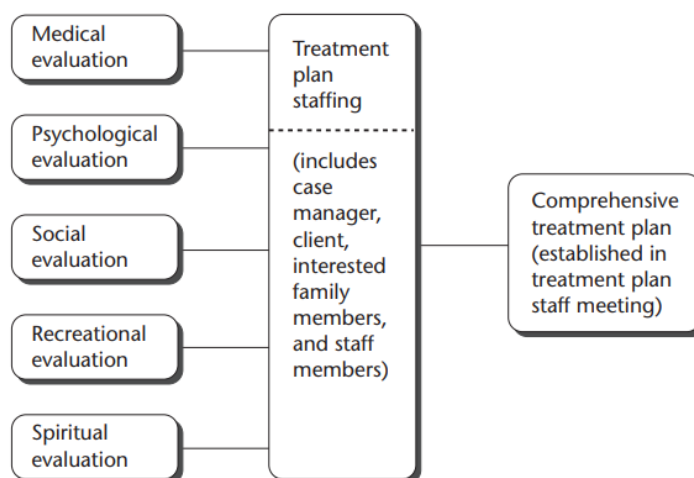 Medical
evaluation
Psychological
evaluation
Social
evaluation
Recreational
evaluation
Spiritual
evaluation
Treatment
plan
staffing
(includes
case
manager,
client,
interested
family
members,
and staff
members)
Comprehensive
treatment plan
(established in
treatment plan
staff meeting)